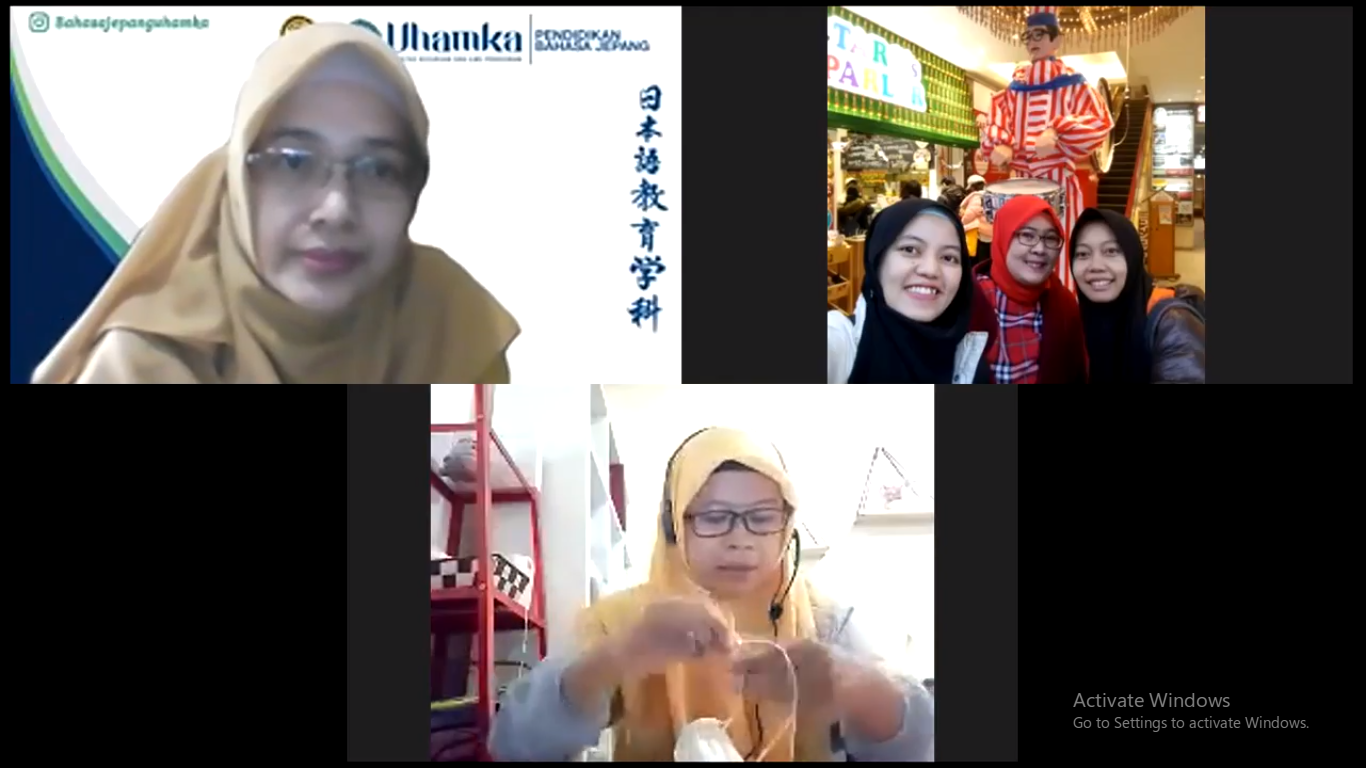 Bahasajepanguhamka
Uhamka
PENDIDIKAN
BAHASA JEPANG
日本語教育学科
Activate Windows
Go to Settings to activate Windows.